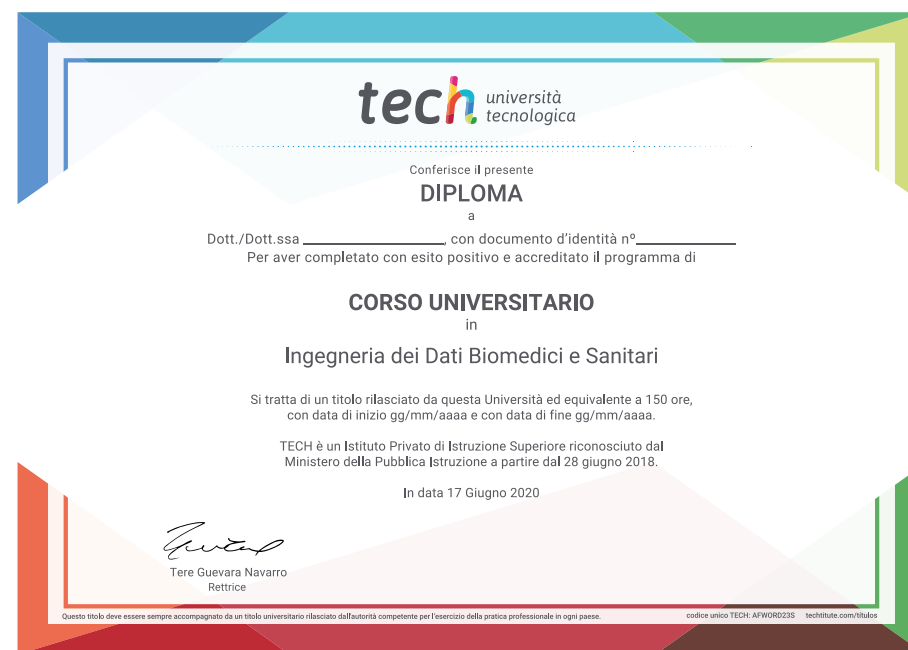 tech università
tecnologica
Conferisce il presente
DIPLOMA
a
Dott./Dott.ssa ____________, con documento d'identità nº____________
Per aver completato con esito positivo e accreditato il programma di
CORSO UNIVERSITARIO
in
Ingegneria dei Dati Biomedici e Sanitari
Si tratta di un titolo rilasciato da questa Università ed equivalente a 150 ore,
con data di inizio gg/mm/aaaa e con data di fine gg/mm/aaaa.
TECH è un Istituto Privato di Istruzione Superiore riconosciuto dal
Ministero della Pubblica Istruzione a partire dal 28 giugno 2018.
In data 17 Giugno 2020
Tere Guevara Navarro
Rettrice
Questo titolo deve essere sempre accompagnato da un titolo universitario rilasciato dall'autorità competente per l'esercizio della pratica professionale in ogni paese. codice unico TECH: AFWORD23S techtitute.com/titulos